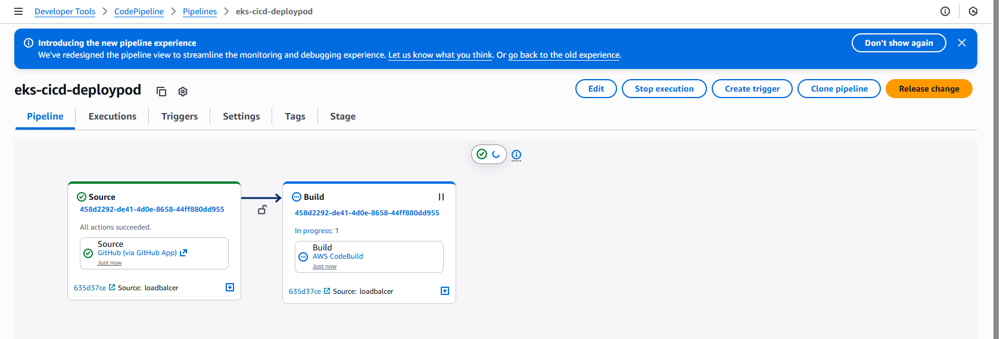 Developer Tools > CodePipeline > Pipelines > eks-cicd-deploypod
Introducing the new pipeline experience
We've redesigned the pipeline view to streamline the monitoring and debugging experience. Let us know what you think. Or go back to the old experience.
Don't show again
eks-cicd-deploypod
Edit
Stop execution
Create trigger
Clone pipeline
Release change
Pipeline
Executions
Triggers
Settings
Tags
Stage
Source
458d2292-de41-4d0e-8658-44ff880dd955
All actions succeeded.
Source
GitHub (via GitHub App)
Just now
635d37ce Source: loadbalcer
Build
458d2292-de41-4d0e-8658-44ff880dd955
In progress: 1
Build
AWS CodeBuild
Just now
635d37ce Source: loadbalcer